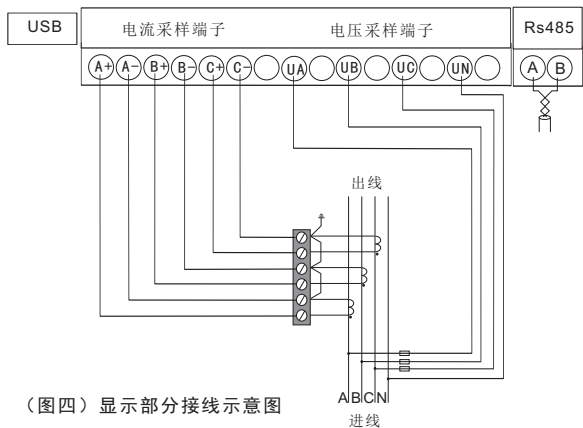 USB 电流采样端子 电压采样端子 Rs485
A+ A- B+ B- C+ C- UA UB UC UN A B
出线
A B C N
(图四) 显示部分接线示意图
进线